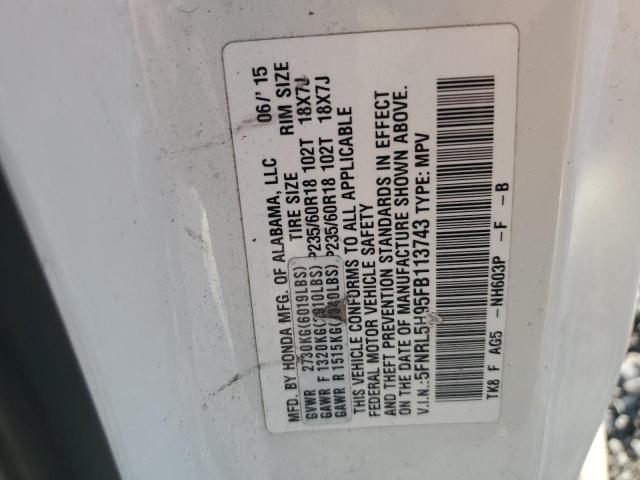 MFD. BY HONDA MFG. OF ALABAMA, LLC 06/'15
TIRE SIZE RIM SIZE
GVWR 2730KG(6019LBS)
GAWR F 1320KG( P235/60R18 102T 18X7J
GAWR R 1515KG( P235/60R18 102T 18X7J
THIS VEHICLE CONFORMS TO ALL APPLICABLE
FEDERAL MOTOR VEHICLE SAFETY
AND THEFT PREVENTION STANDARDS IN EFFECT
ON THE DATE OF MANUFACTURE SHOWN ABOVE.
V.I.N.:5FNRL5H95FB113743 TYPE: MPV
TK8 F AG5 -NH603P -F -B